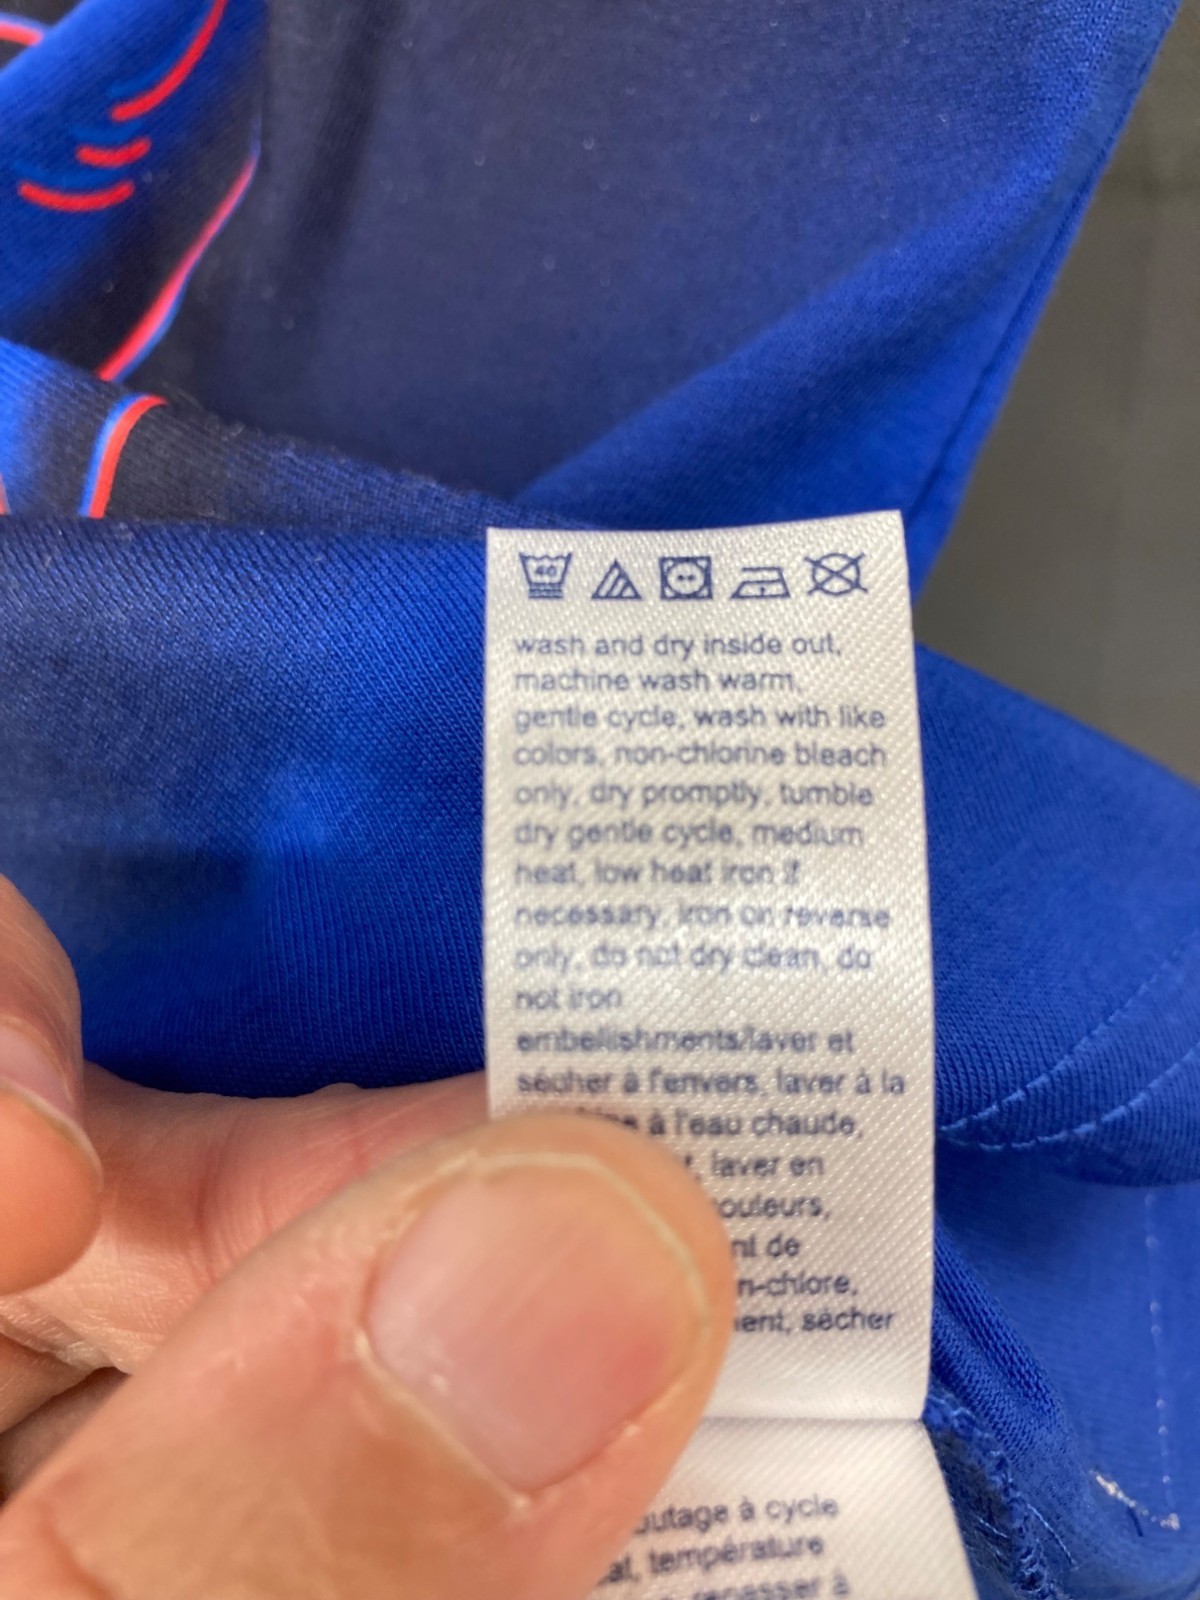 40
wash and dry inside out,
machine wash warm,
gentle cycle, wash with like
colors, non-chlorine bleach
only, dry promptly, tumble
dry gentle cycle, medium
heat, low heat iron if
necessary, iron on reverse
only, do not dry clean, do
not iron
embellishments/laver et
sécher à l'envers, laver à la
à l'eau chaude,
laver en
couleurs,
de
n-chlore,
sécher
outage à cycle
température
repasser à